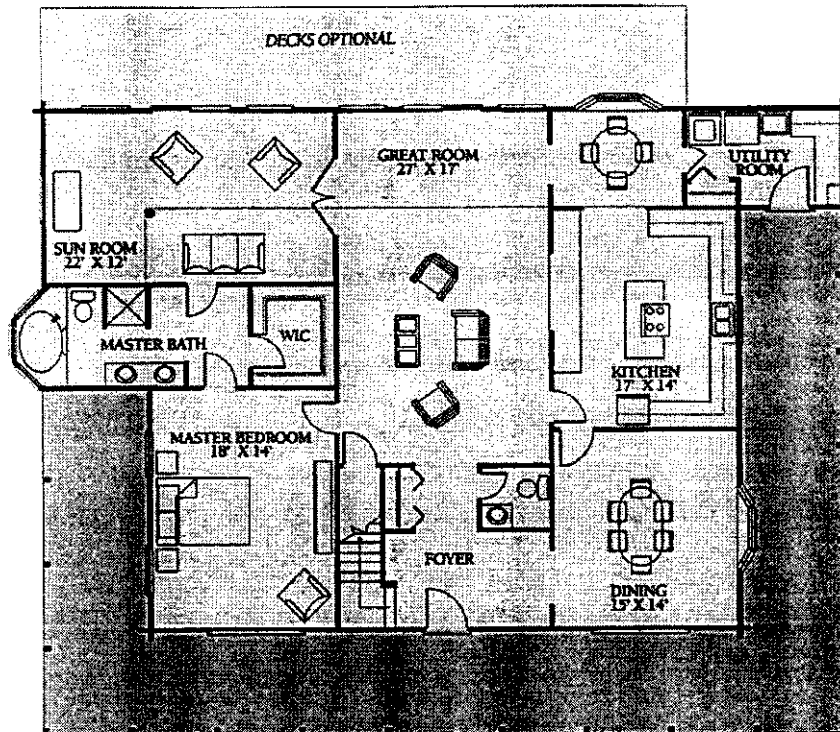 DECKS OPTIONAL
GREAT ROOM
27' X 17'
UTILITY
ROOM
SUN ROOM
22' X 12'
MASTER BATH
WIC
KITCHEN
17' X 14'
MASTER BEDROOM
18' X 14'
FOYER
DINING
15' X 14'